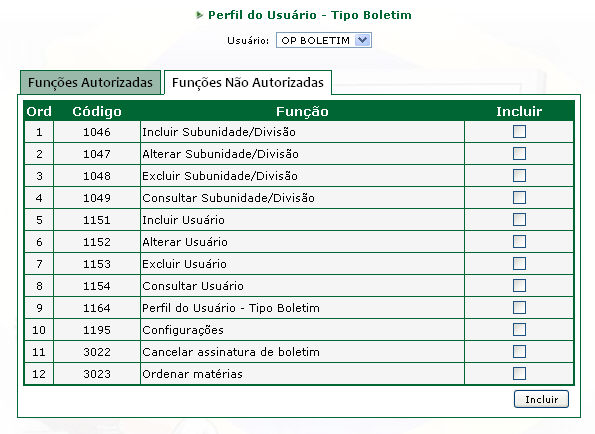 Perfil do Usuário - Tipo Boletim
Usuário: OP BOLETIM
Funções Autorizadas Funções Não Autorizadas
Ord Código Função Incluir
1 1046 Incluir Subunidade/Divisão
2 1047 Alterar Subunidade/Divisão
3 1048 Excluir Subunidade/Divisão
4 1049 Consultar Subunidade/Divisão
5 1151 Incluir Usuário
6 1152 Alterar Usuário
7 1153 Excluir Usuário
8 1154 Consultar Usuário
9 1164 Perfil do Usuário - Tipo Boletim
10 1195 Configurações
11 3022 Cancelar assinatura de boletim
12 3023 Ordenar matérias
Incluir